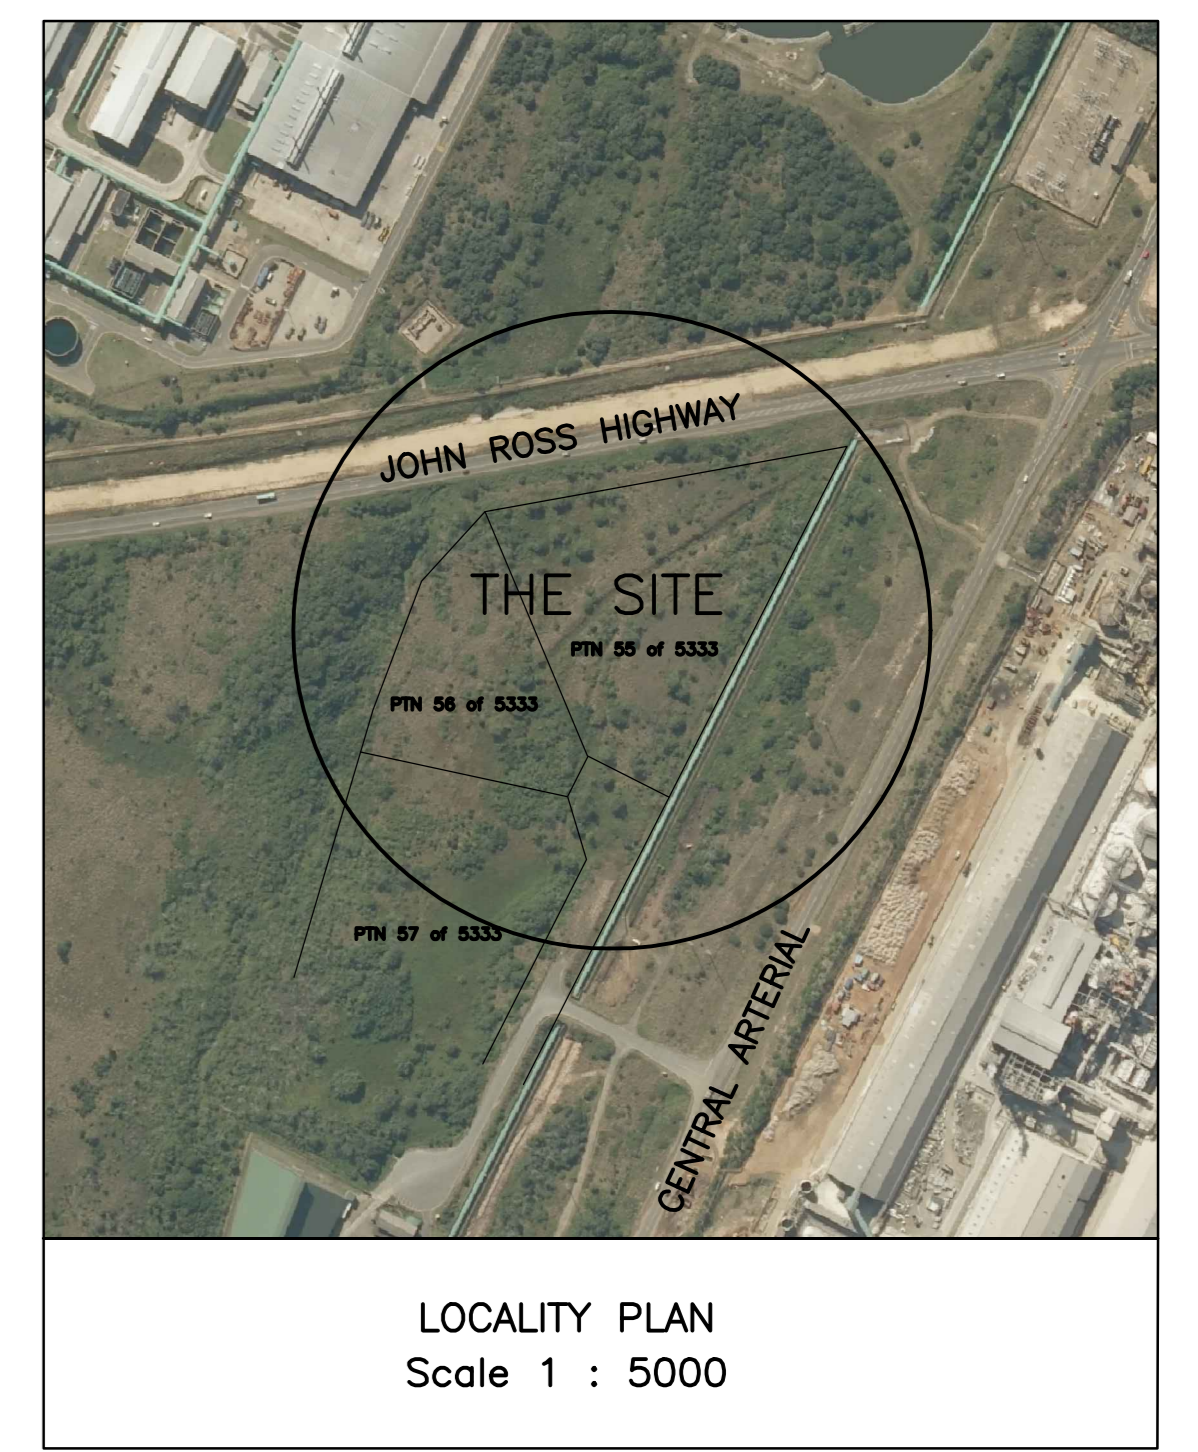 JOHN ROSS HIGHWAY
THE SITE
PTN 55 of 5333
PTN 56 of 5333
PTN 57 of 5333
CENTRAL ARTERIAL
LOCALITY PLAN
Scale 1 : 5000